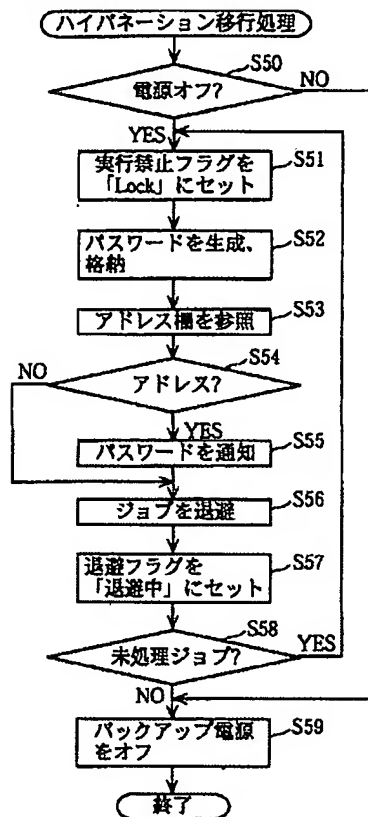 ハイバネーション移行処理
S50
電源オフ?
NO
YES
実行禁止フラグを
「Lock」にセット
S51
パスワードを生成、
格納
S52
アドレス欄を参照
S53
S54
アドレス?
NO
YES
パスワードを通知
S55
ジョブを退避
S56
退避フラグを
「退避中」にセット
S57
S58
未処理ジョブ?
YES
NO
バックアップ電源
をオフ
S59
終了